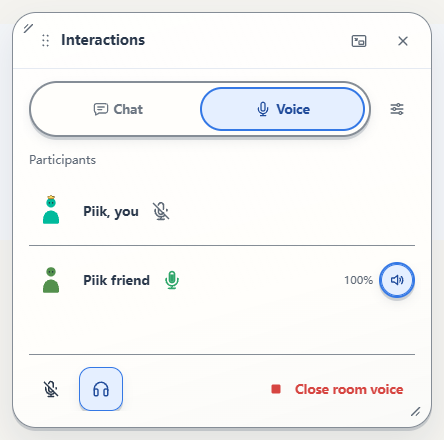 Interactions
Chat
Voice
Participants
Piik, you
Piik friend
100%
Close room voice